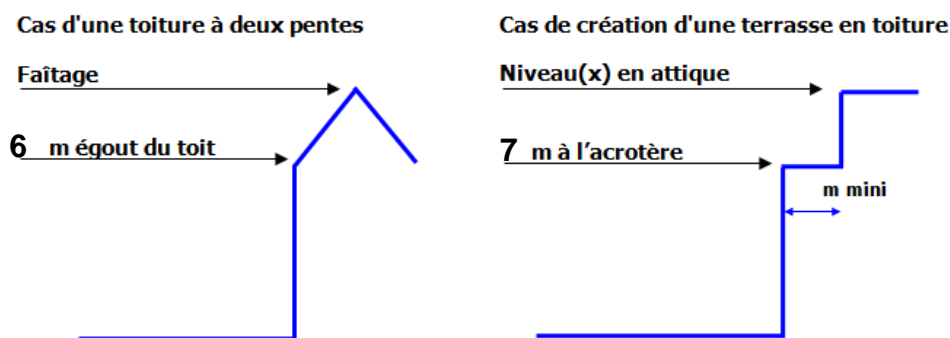 Cas d'une toiture à deux pentes
Faîtage
6 m égout du toit
Cas de création d'une terrasse en toiture
Niveau(x) en attique
7 m à l'acrotère
m mini